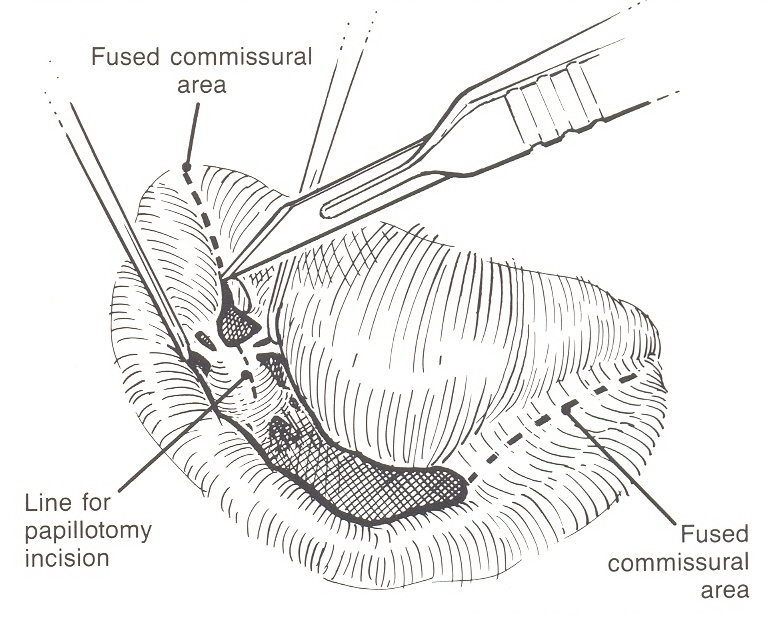 Fused commissural
area
Line for
papillotomy
incision
Fused
commissural
area